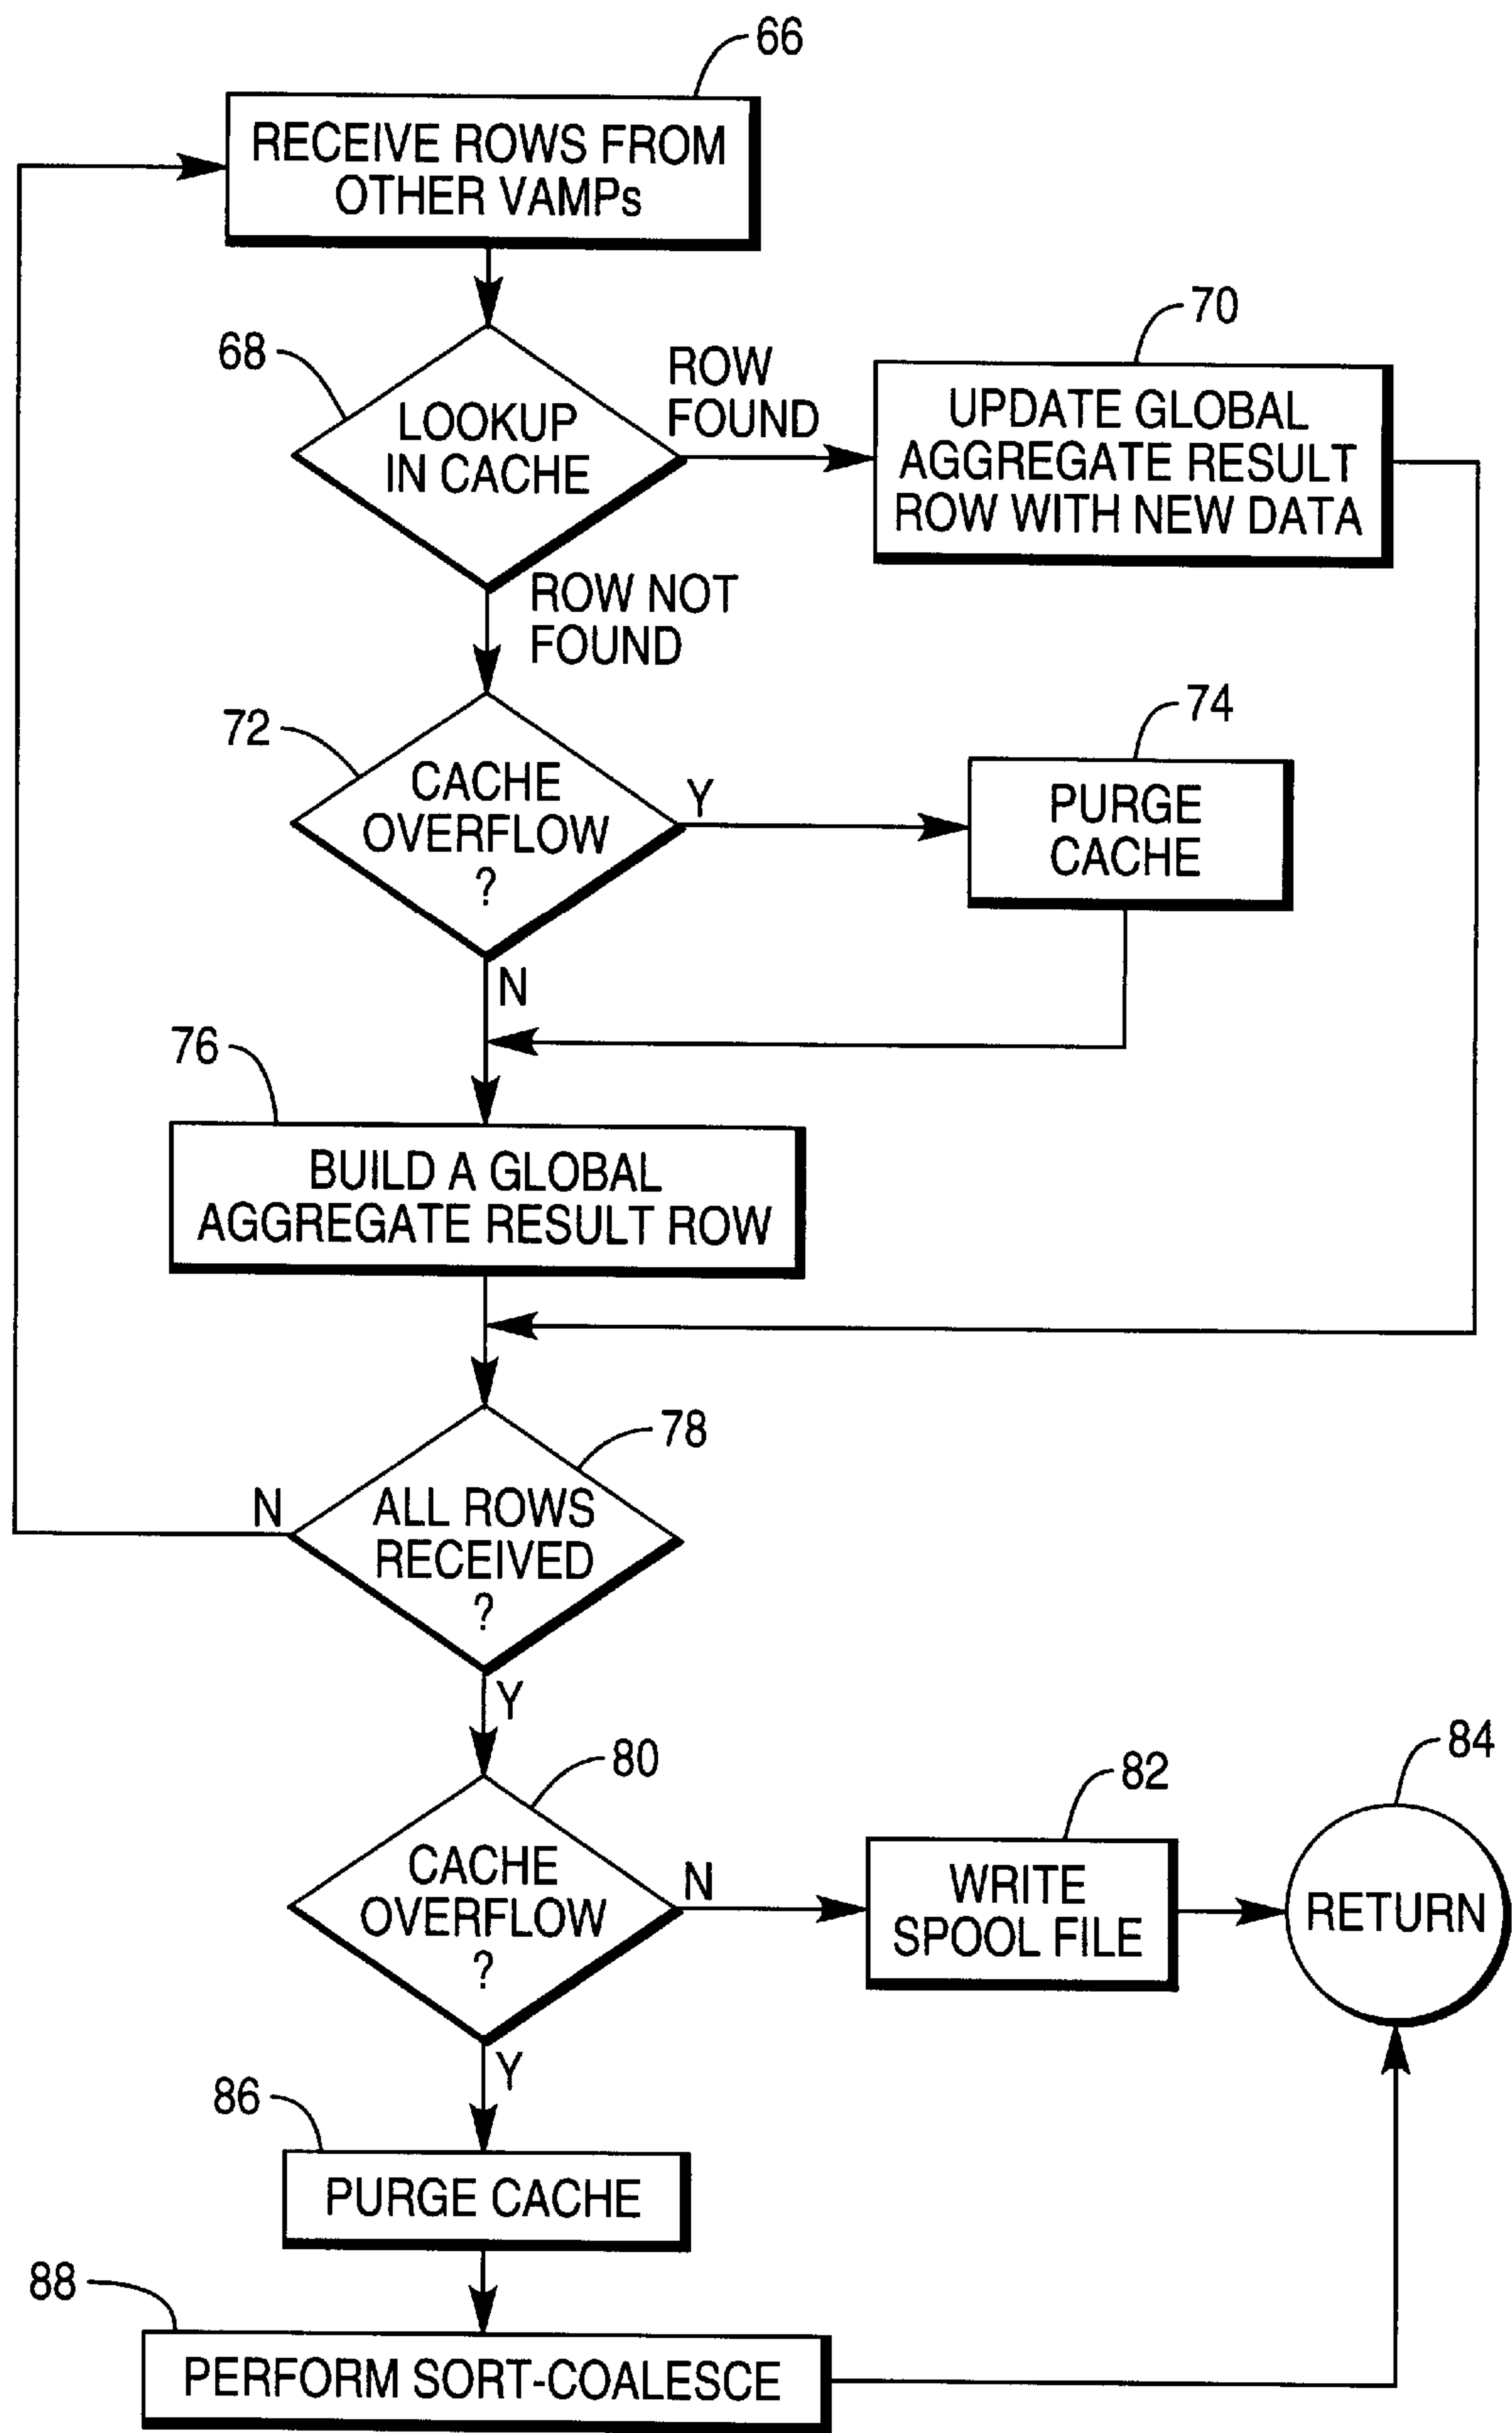 66
RECEIVE ROWS FROM
OTHER VAMPs
68
LOOKUP
IN CACHE
ROW
FOUND
70
UPDATE GLOBAL
AGGREGATE RESULT
ROW WITH NEW DATA
ROW NOT
FOUND
72
CACHE
OVERFLOW
?
Y
74
PURGE
CACHE
N
76
BUILD A GLOBAL
AGGREGATE RESULT ROW
78
ALL ROWS
RECEIVED
?
N
Y
80
CACHE
OVERFLOW
?
N
82
WRITE
SPOOL FILE
84
RETURN
Y
86
PURGE CACHE
88
PERFORM SORT-COALESCE